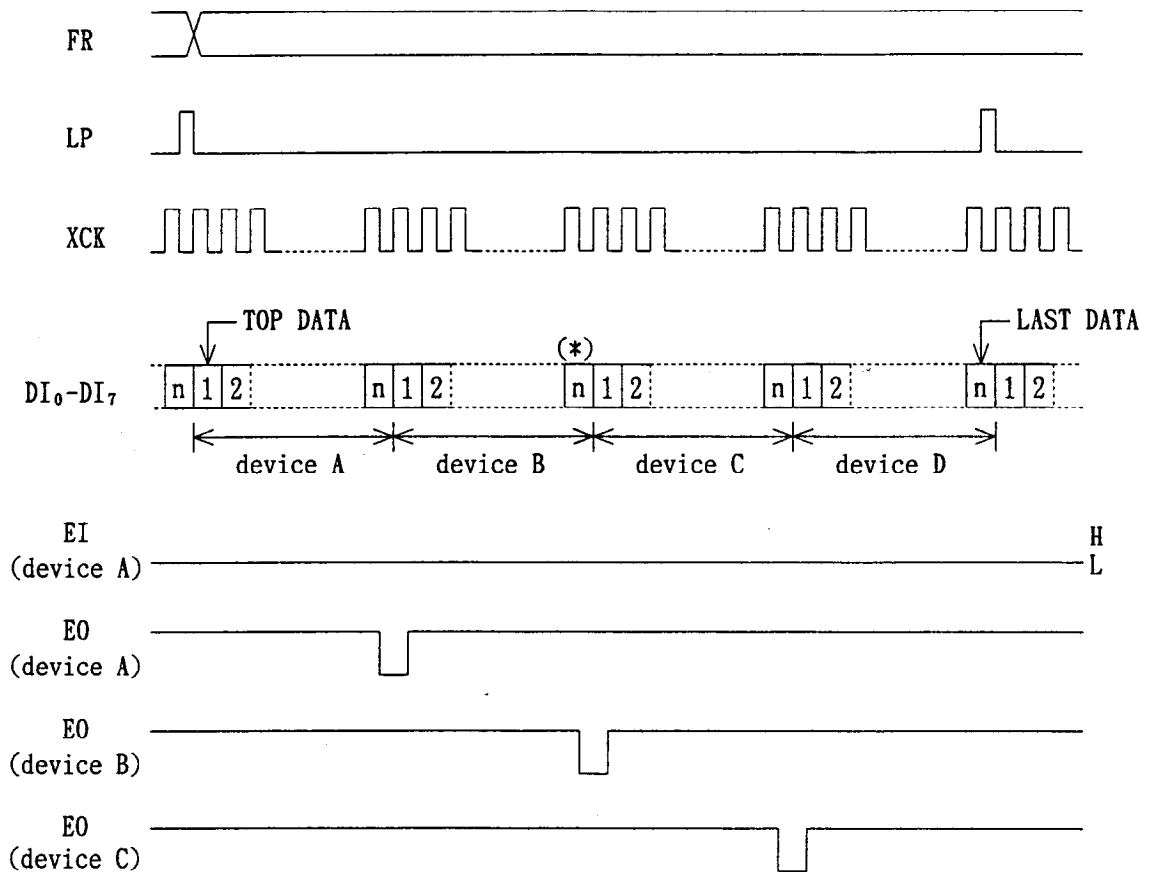 FR
LP
XCK
TOP DATA
LAST DATA
(*)
DI₀-DI₇
n 1 2 n 1 2 n 1 2 n 1 2 n 1 2
device A device B device C device D
EI
(device A)
H
L
EO
(device A)
EO
(device B)
EO
(device C)